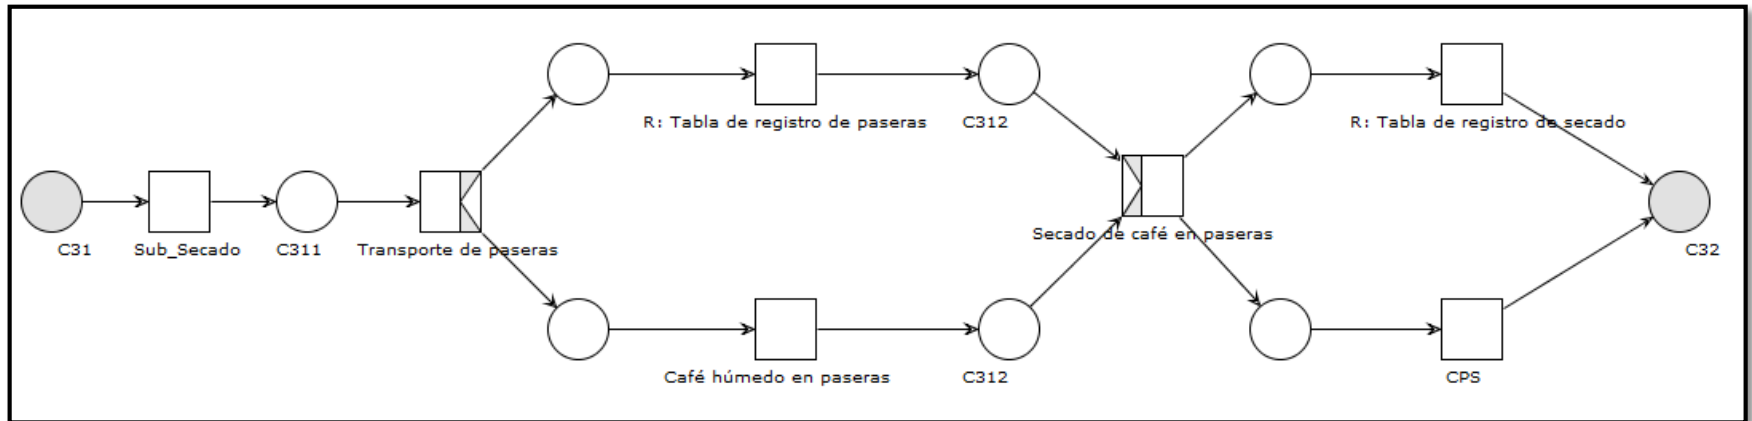 R: Tabla de registro de paseras
C312
R: Tabla de registro de secado
C31
Sub_Secado
C311
Transporte de paseras
Secado de café en paseras
C32
Café húmedo en paseras
C312
CPS